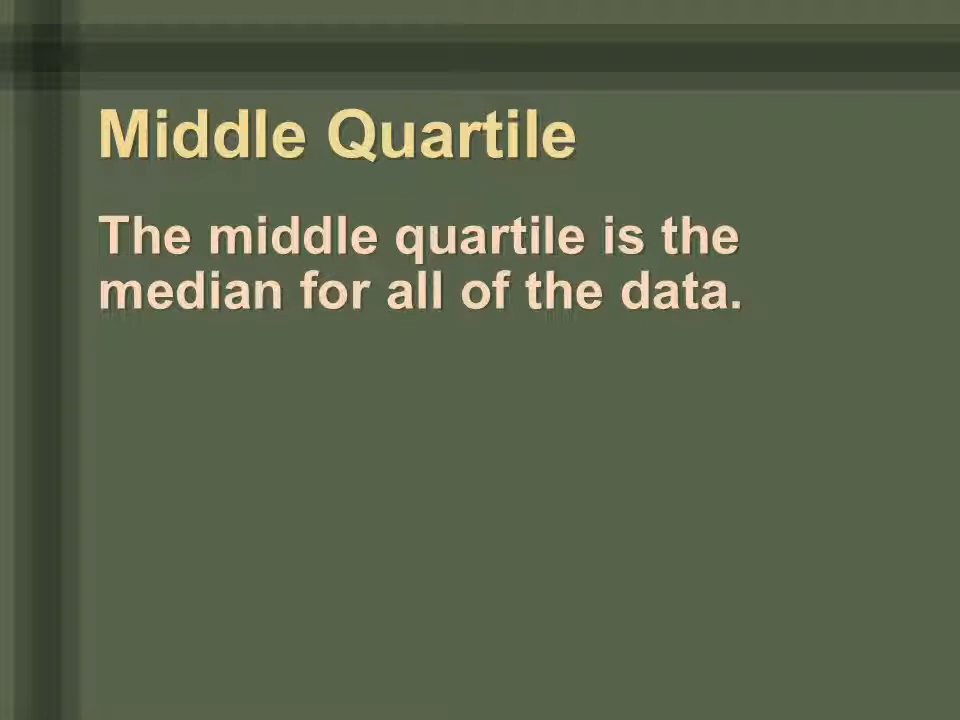 Middle Quartile
The middle quartile is the
median for all of the data.